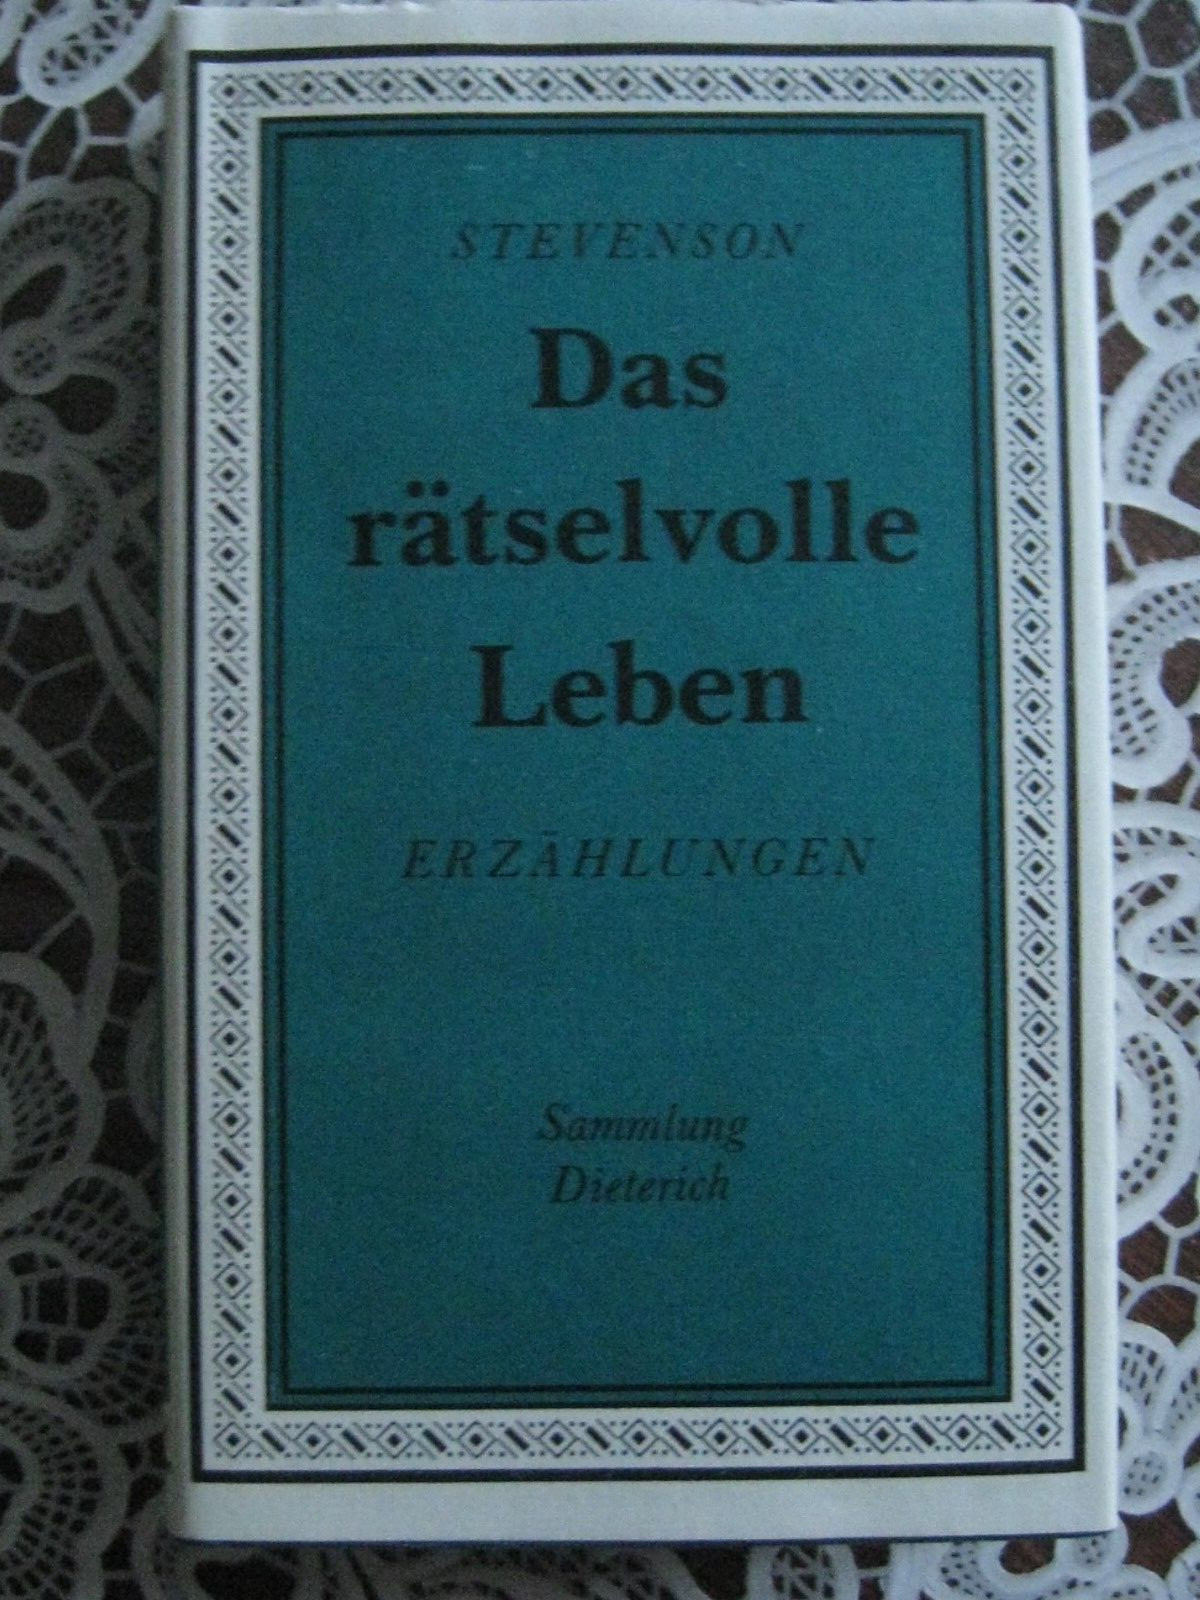 STEVENSON
Das
rätselvolle
Leben
ERZÄHLUNGEN
Sammlung
Dieterich